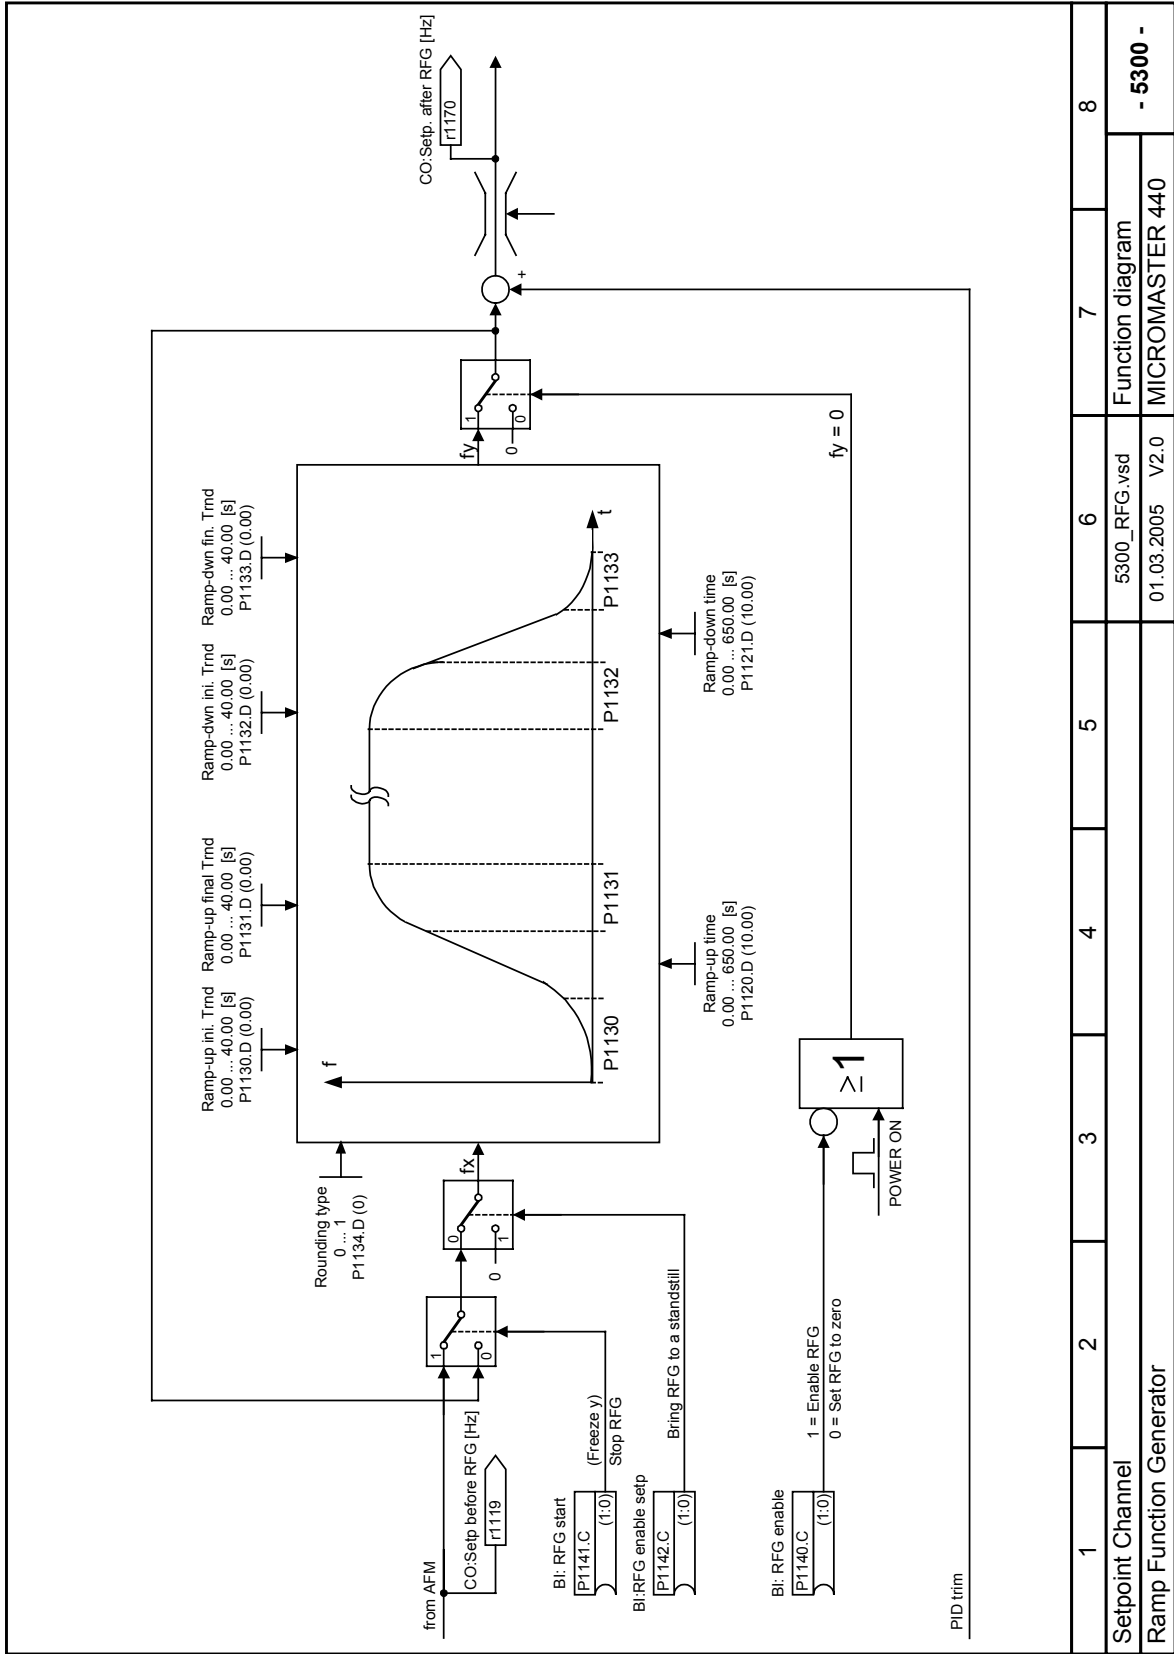 from AFM
CO:Setp before RFG [Hz]
r1119
BI: RFG start
P1141.C
(1:0)
(Freeze y)
Stop RFG
BI:RFG enable setp
P1142.C
(1:0)
Bring RFG to a standstill
BI: RFG enable
P1140.C
(1:0)
1 = Enable RFG
0 = Set RFG to zero
PID trim
1
0
0
1
0
fx
Rounding type
0 ... 1
P1134.D (0)
POWER ON
≥1
Ramp-up ini. Trnd
0.00 ... 40.00 [s]
P1130.D (0.00)
Ramp-up final Trnd
0.00 ... 40.00 [s]
P1131.D (0.00)
Ramp-dwn ini. Trnd
0.00 ... 40.00 [s]
P1132.D (0.00)
Ramp-dwn fin. Trnd
0.00 ... 40.00 [s]
P1133.D (0.00)
f
t
P1130
P1131
P1132
P1133
Ramp-up time
0.00 ... 650.00 [s]
P1120.D (10.00)
Ramp-down time
0.00 ... 650.00 [s]
P1121.D (10.00)
fy
1
0
0
fy = 0
+
CO:Setp. after RFG [Hz]
r1170
1 2 3 4 5 6 7 8
Setpoint Channel
5300_RFG.vsd
Function diagram
- 5300 -
Ramp Function Generator
01.03.2005 V2.0
MICROMASTER 440